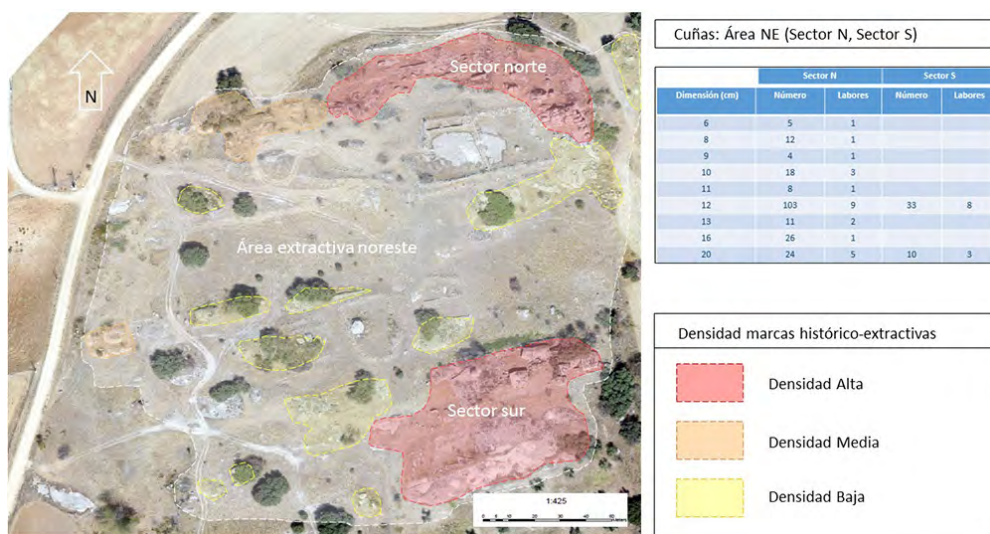 Sector norte
N
Área extractiva noreste
Sector sur
1:425
Cuñas: Área NE (Sector N, Sector S)
Sector N Sector S
Dimensión (cm) Número Labores Número Labores
6 5 1
8 12 1
9 4 1
10 18 3
11 8 1
12 103 9 33 8
13 11 2
16 26 1
20 24 5 10 3
Densidad marcas histórico-extractivas
Densidad Alta
Densidad Media
Densidad Baja